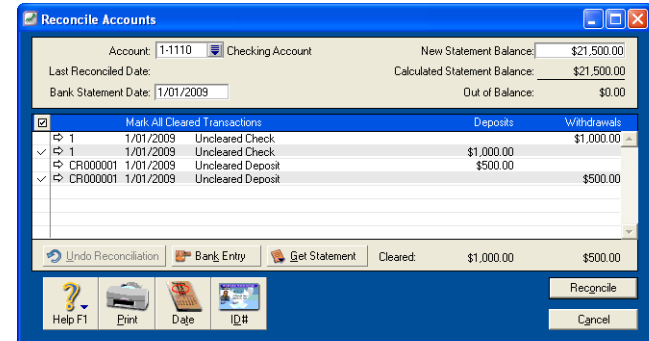 Reconcile Accounts
Account: 1-1110 Checking Account New Statement Balance: $21,500.00
Last Reconciled Date: Calculated Statement Balance: $21,500.00
Bank Statement Date: 1/01/2009 Out of Balance: $0.00
Mark All Cleared Transactions Deposits Withdrawals
1 1/01/2009 Uncleared Check $1,000.00
1 1/01/2009 Uncleared Check $1,000.00
CR000001 1/01/2009 Uncleared Deposit $500.00
CR000001 1/01/2009 Uncleared Deposit $500.00
Undo Reconciliation Bank Entry Get Statement Cleared: $1,000.00 $500.00
Reconcile
Help F1 Print Date ID# Cancel